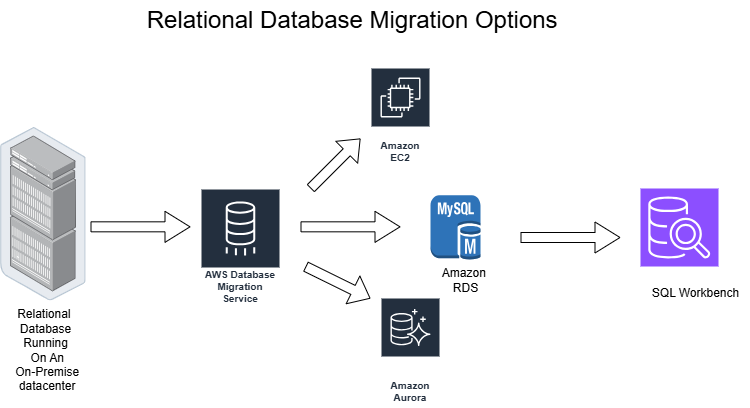 Relational Database Migration Options
Amazon
EC2
MySQL
M
AWS Database
Migration
Service
Amazon
RDS
SQL Workbench
Relational
Database
Running
On An
On-Premise
datacenter
Amazon
Aurora